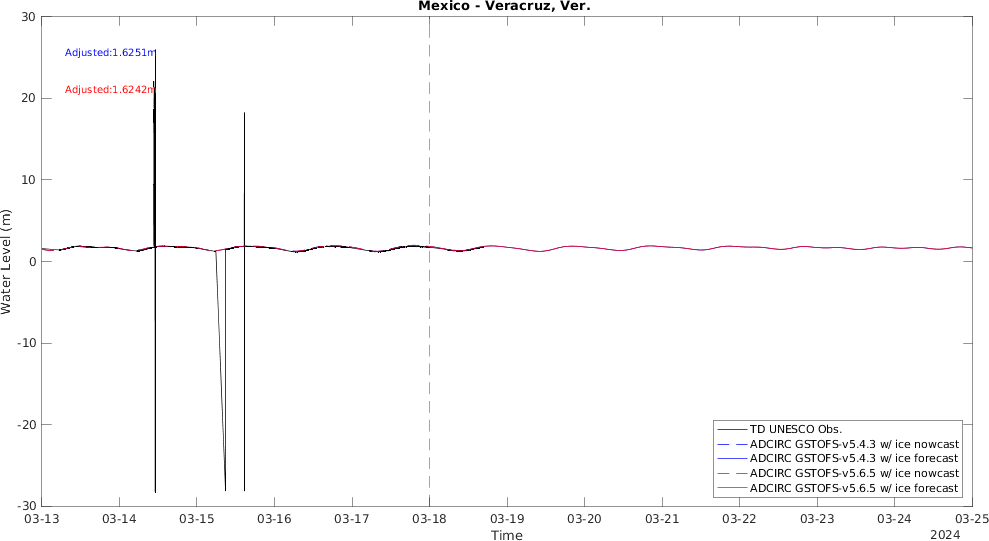 Mexico - Veracruz, Ver.
30
20
10
0
-10
-20
-30
Water Level (m)
Adjusted:1.6251m
Adjusted:1.6242m
TD UNESCO Obs.
ADCIRC GSTOFS-v5.4.3 w/ ice nowcast
ADCIRC GSTOFS-v5.4.3 w/ ice forecast
ADCIRC GSTOFS-v5.6.5 w/ ice nowcast
ADCIRC GSTOFS-v5.6.5 w/ ice forecast
03-13 03-14 03-15 03-16 03-17 03-18 03-19 03-20 03-21 03-22 03-23 03-24 03-25
Time
2024